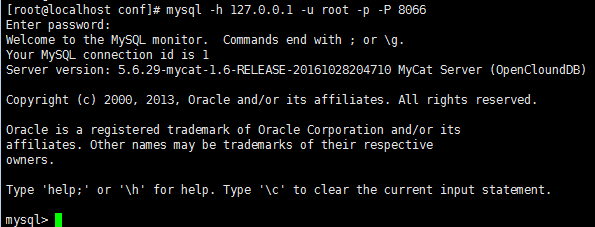 [root@localhost conf]# mysql -h 127.0.0.1 -u root -p -P 8066
Enter password:
Welcome to the MySQL monitor.  Commands end with ; or \g.
Your MySQL connection id is 1
Server version: 5.6.29-mycat-1.6-RELEASE-20161028204710 MyCat Server (OpenCloundDB)
Copyright (c) 2000, 2013, Oracle and/or its affiliates. All rights reserved.
Oracle is a registered trademark of Oracle Corporation and/or its
affiliates. Other names may be trademarks of their respective
owners.
Type 'help;' or '\h' for help. Type '\c' to clear the current input statement.
mysql>